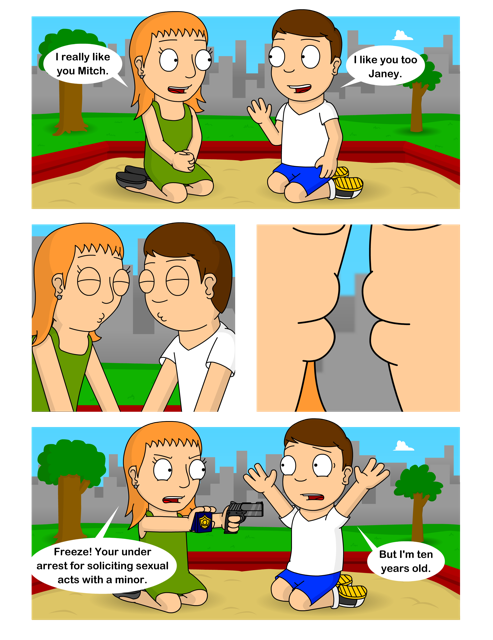 I really like
you Mitch.
I like you too
Janey.
Freeze! Your under
arrest for soliciting sexual
acts with a minor.
But I'm ten
years old.